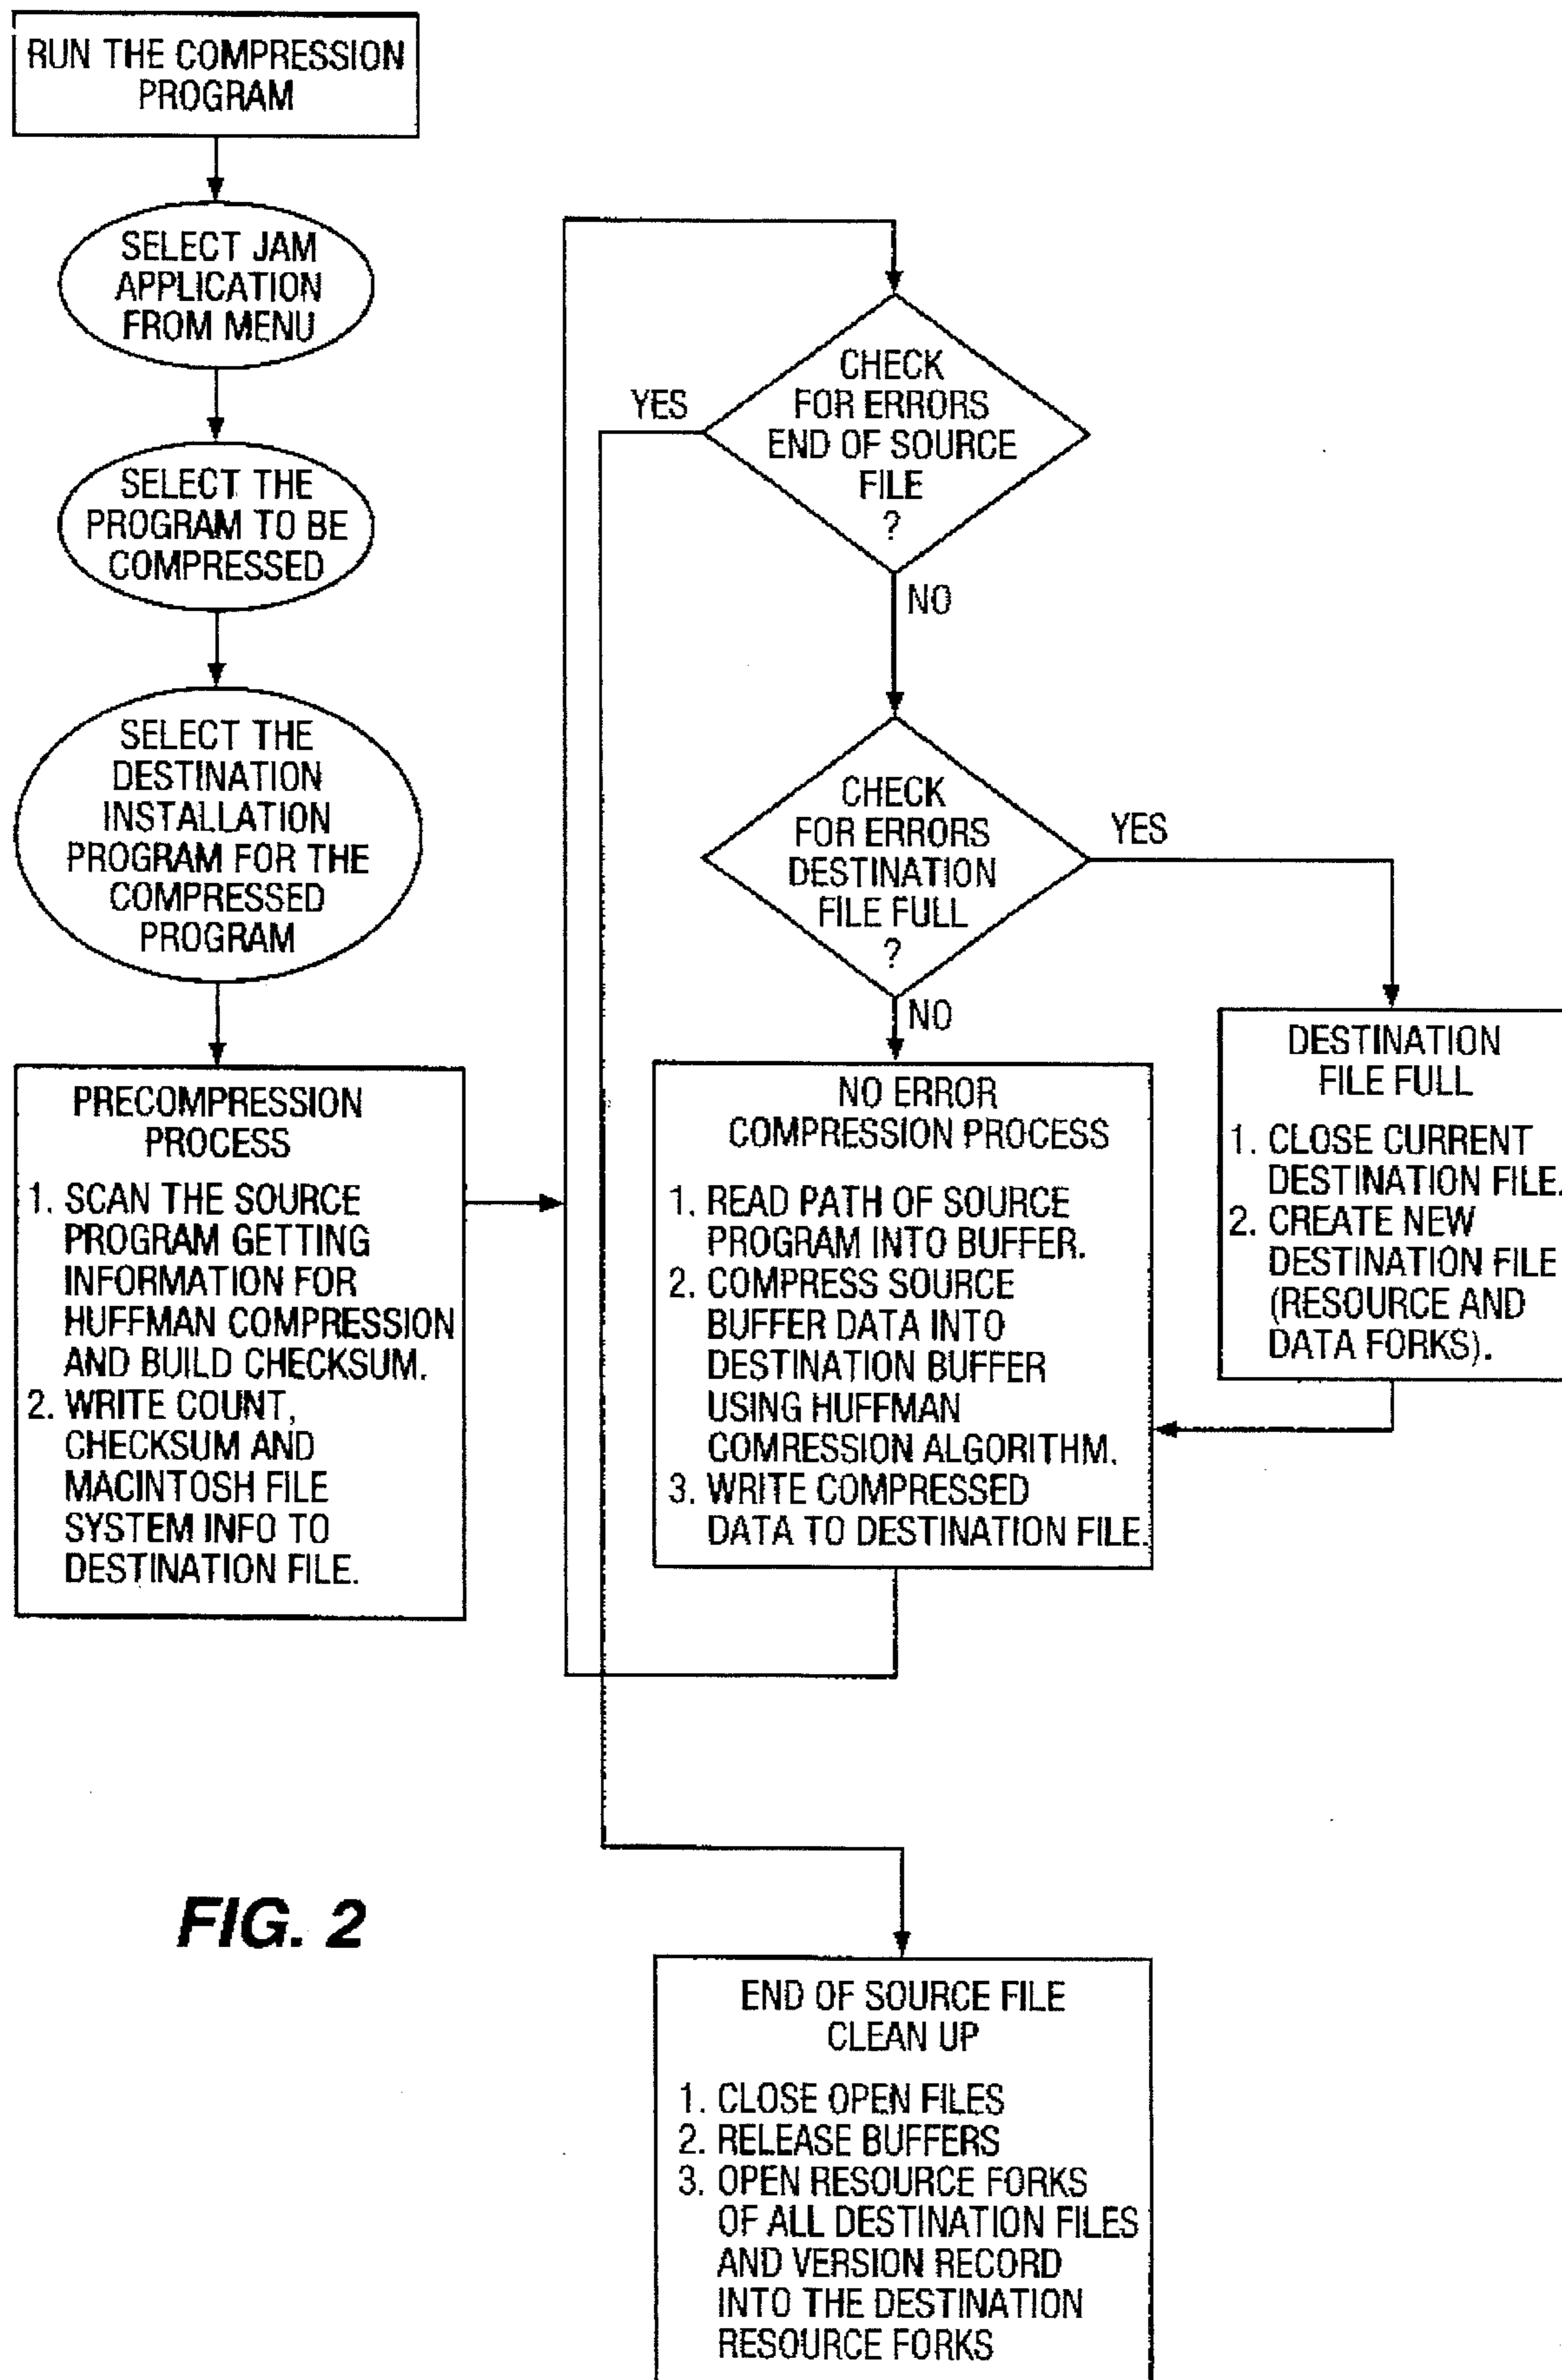 RUN THE COMPRESSION
PROGRAM
SELECT JAM
APPLICATION
FROM MENU
SELECT THE
PROGRAM TO BE
COMPRESSED
SELECT THE
DESTINATION
INSTALLATION
PROGRAM FOR THE
COMPRESSED
PROGRAM
PRECOMPRESSION
PROCESS
1. SCAN THE SOURCE
PROGRAM GETTING
INFORMATION FOR
HUFFMAN COMPRESSION
AND BUILD CHECKSUM.
2. WRITE COUNT,
CHECKSUM AND
MACINTOSH FILE
SYSTEM INFO TO
DESTINATION FILE.
CHECK
FOR ERRORS
END OF SOURCE
FILE
?
YES
NO
CHECK
FOR ERRORS
DESTINATION
FILE FULL
?
YES
NO
NO ERROR
COMPRESSION PROCESS
1. READ PATH OF SOURCE
PROGRAM INTO BUFFER.
2. COMPRESS SOURCE
BUFFER DATA INTO
DESTINATION BUFFER
USING HUFFMAN
COMRESSION ALGORITHM.
3. WRITE COMPRESSED
DATA TO DESTINATION FILE.
DESTINATION
FILE FULL
1. CLOSE CURRENT
DESTINATION FILE.
2. CREATE NEW
DESTINATION FILE
(RESOURCE AND
DATA FORKS).
END OF SOURCE FILE
CLEAN UP
1. CLOSE OPEN FILES
2. RELEASE BUFFERS
3. OPEN RESOURCE FORKS
OF ALL DESTINATION FILES
AND VERSION RECORD
INTO THE DESTINATION
RESOURCE FORKS
FIG. 2